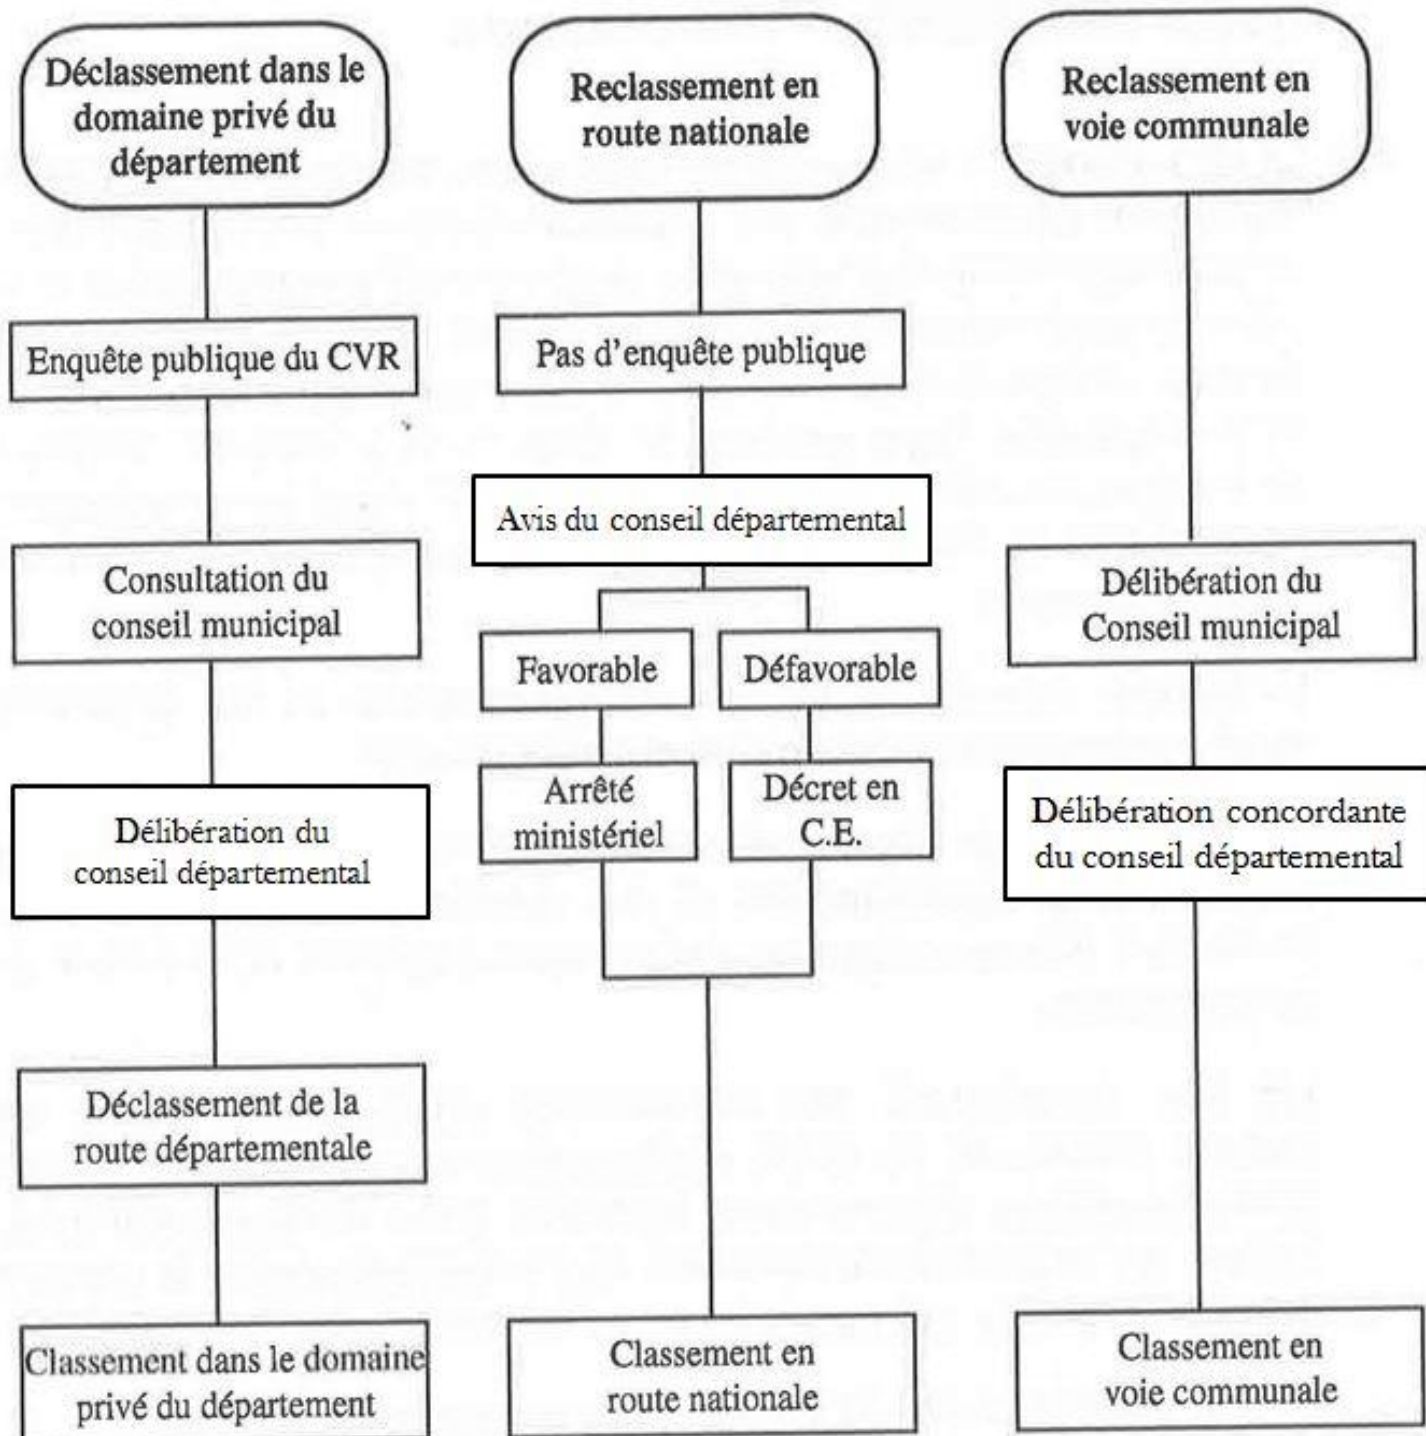 Déclassement dans le
domaine privé du
département
Enquête publique du CVR
Consultation du
conseil municipal
Délibération du
conseil départemental
Déclassement de la
route départementale
Classement dans le domaine
privé du département
Reclassement en
route nationale
Pas d'enquête publique
Avis du conseil départemental
Favorable
Défavorable
Arrêté
ministériel
Décret en
C.E.
Classement en
route nationale
Reclassement en
voie communale
Délibération du
Conseil municipal
Délibération concordante
du conseil départemental
Classement en
voie communale